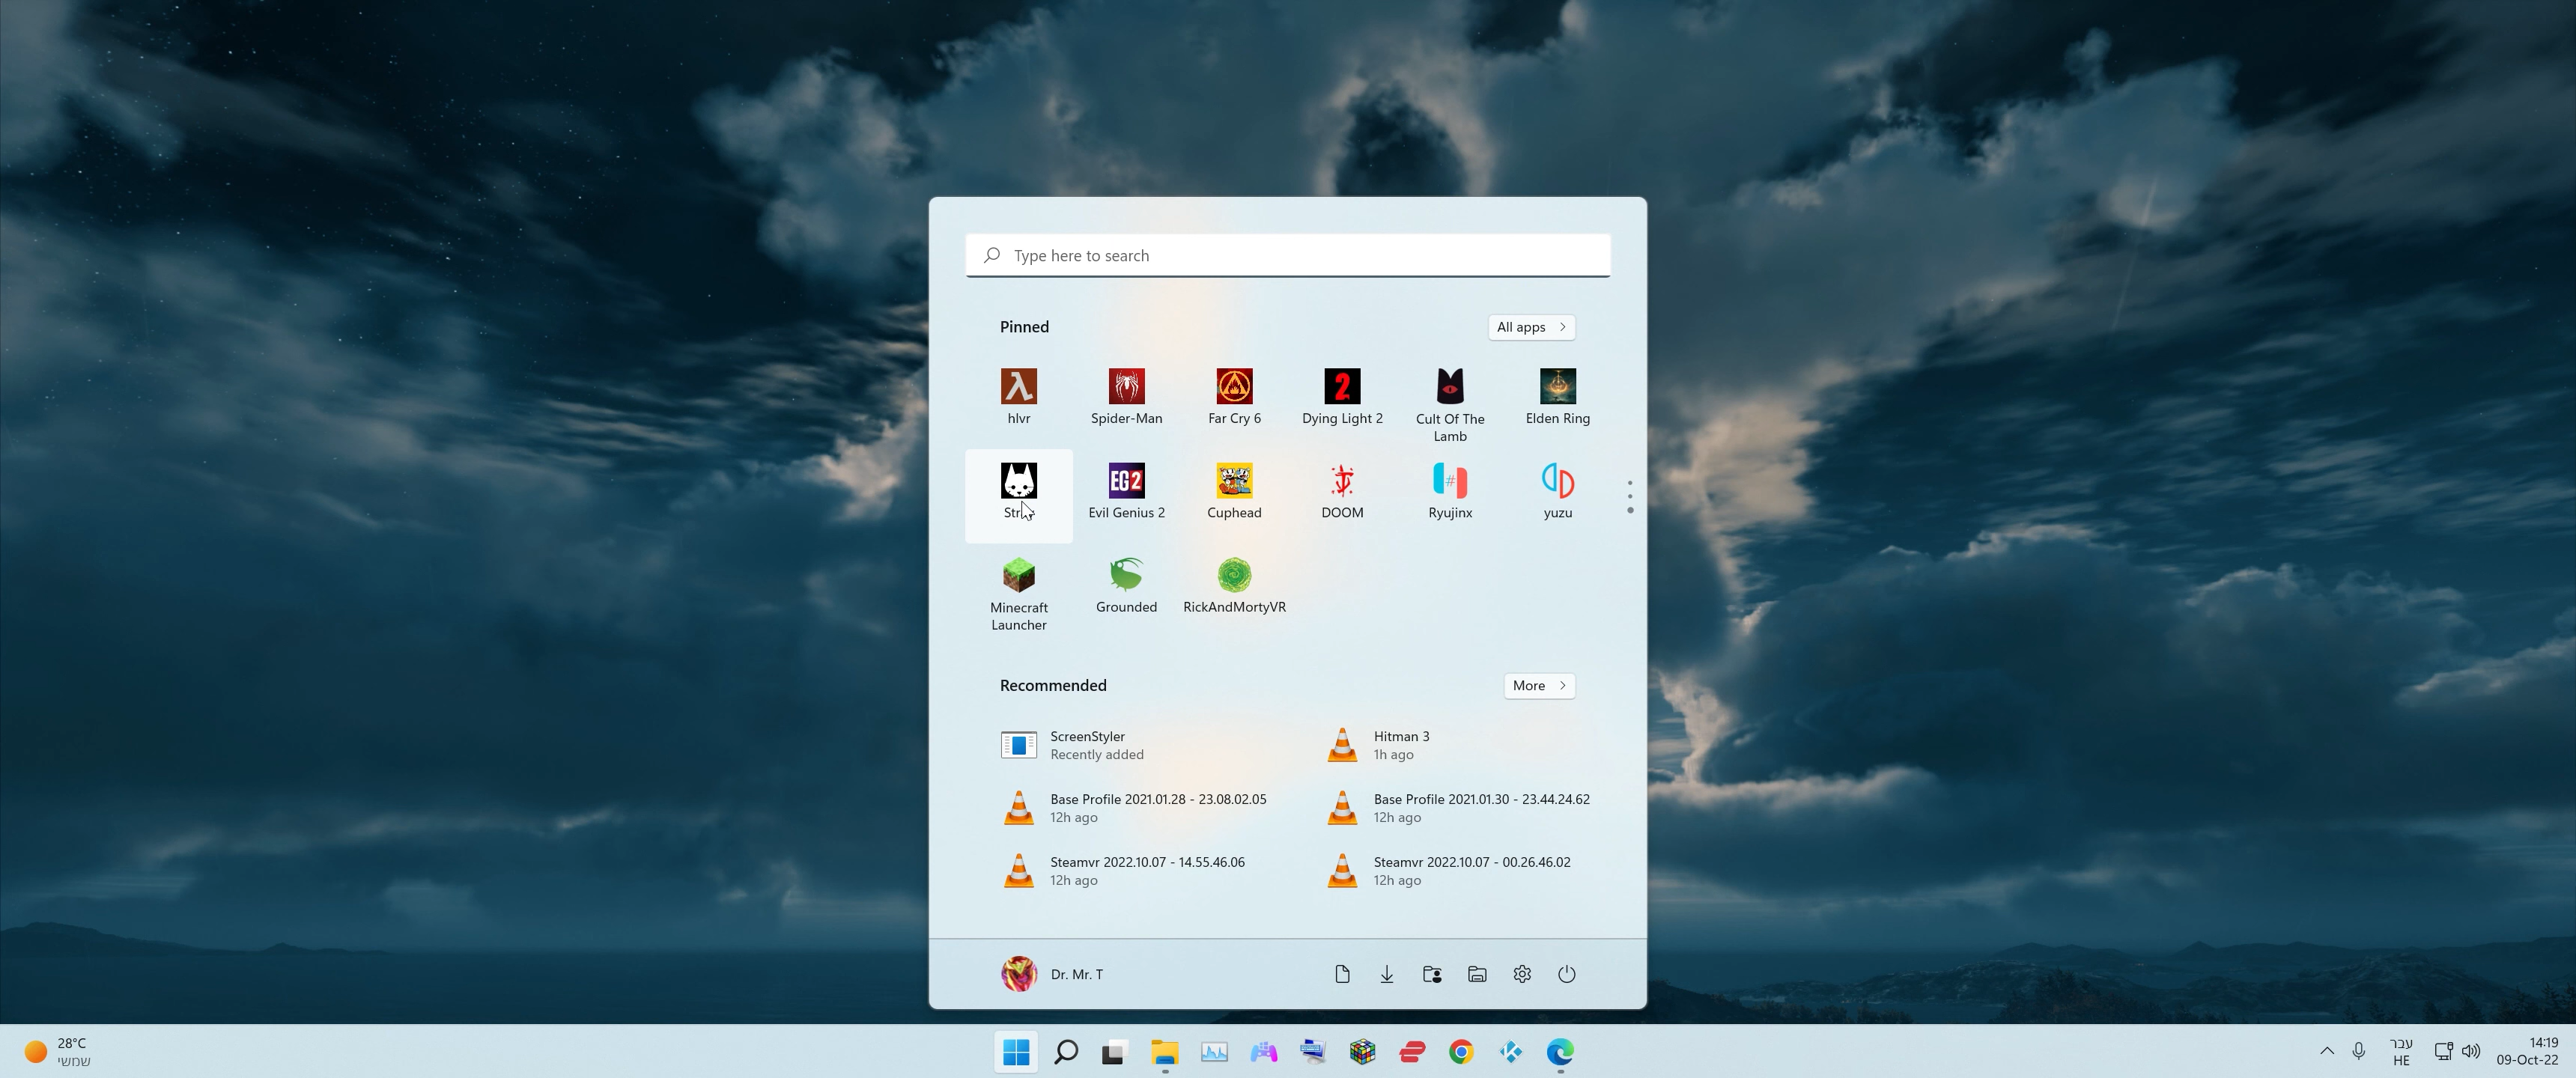 Type here to search
Pinned
All apps
hlvr
Spider-Man
Far Cry 6
Dying Light 2
Cult Of The
Lamb
Elden Ring
EG2
Evil Genius 2
Cuphead
DOOM
Ryujinx
yuzu
Minecraft
Launcher
Grounded
RickAndMortyVR
Recommended
More
ScreenStyler
Recently added
Hitman 3
1h ago
Base Profile 2021.01.28 - 23.08.02.05
12h ago
Base Profile 2021.01.30 - 23.44.24.62
12h ago
Steamvr 2022.10.07 - 14.55.46.06
12h ago
Steamvr 2022.10.07 - 00.26.46.02
12h ago
Dr. Mr. T
28°C
שמשי
עבר
HE
14:19
09-Oct-22